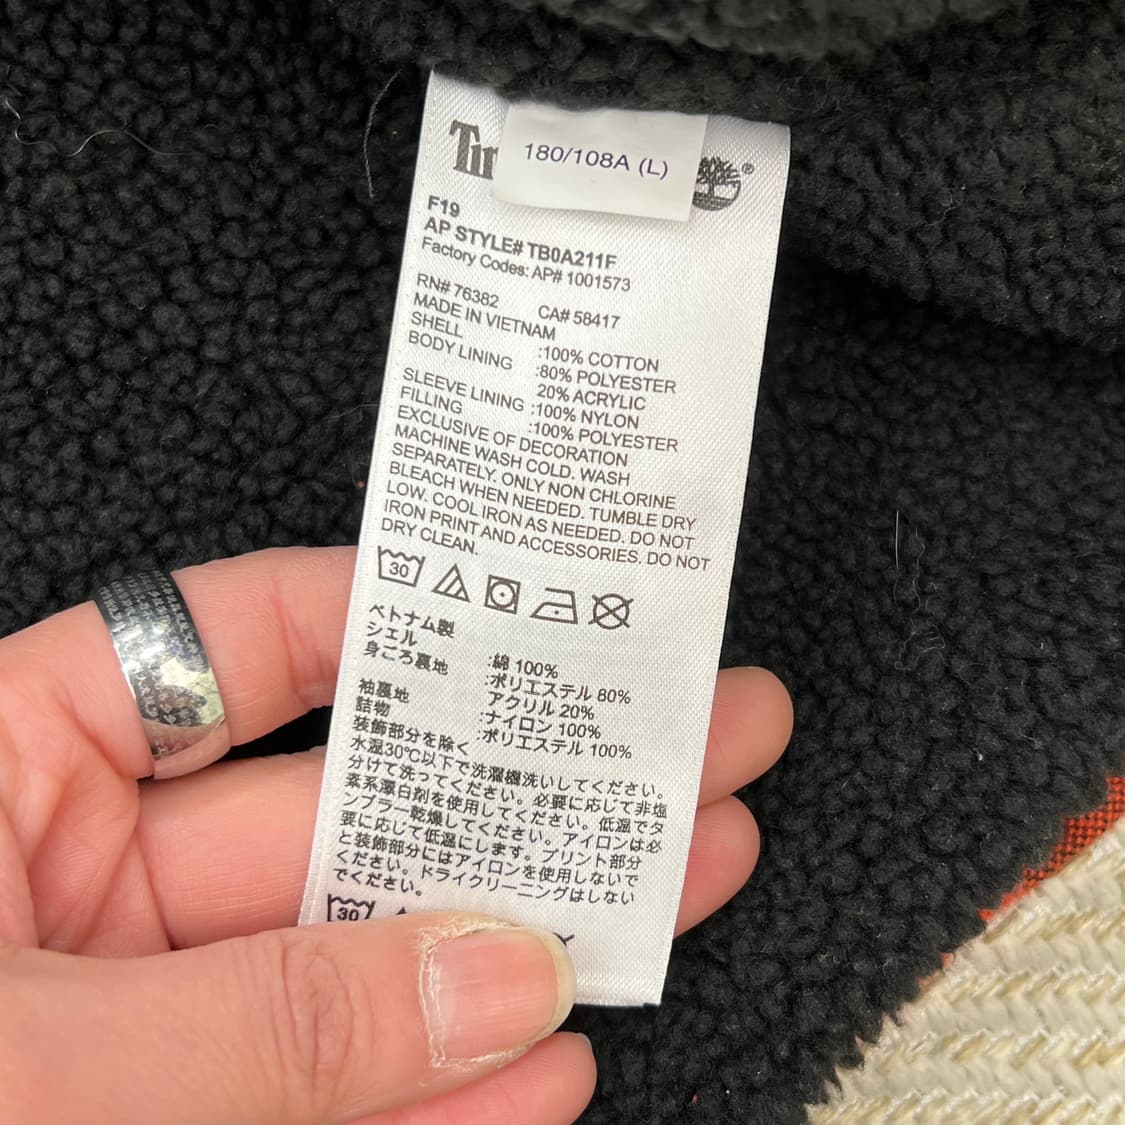 180/108A (L)
®
F19
AP STYLE# TB0A211F
Factory Codes: AP# 1001573
RN# 76382 CA# 58417
MADE IN VIETNAM
SHELL :100% COTTON
BODY LINING :80% POLYESTER
20% ACRYLIC
SLEEVE LINING :100% NYLON
FILLING :100% POLYESTER
EXCLUSIVE OF DECORATION
MACHINE WASH COLD. WASH
SEPARATELY. ONLY NON CHLORINE
BLEACH WHEN NEEDED. TUMBLE DRY
LOW. COOL IRON AS NEEDED. DO NOT
IRON PRINT AND ACCESSORIES. DO NOT
DRY CLEAN.
30
ベトナム製
シエル :綿 100%
身ごろ裏地 :ポリエステル 80%
アクリル 20%
袖裏地 :ナイロン 100%
詰物 :ポリエステル 100%
装飾部分を除く
水温30℃以下で洗濯機洗いしてください。
分けて洗ってください。必要に応じて非塩
素系漂白剤を使用してください。低温でタ
ンブラー乾燥してください。アイロンは必
要に応じて低温にします。プリント部分
と装飾部分にはアイロンを使用しないで
ください。ドライクリーニングはしない
でください。
30